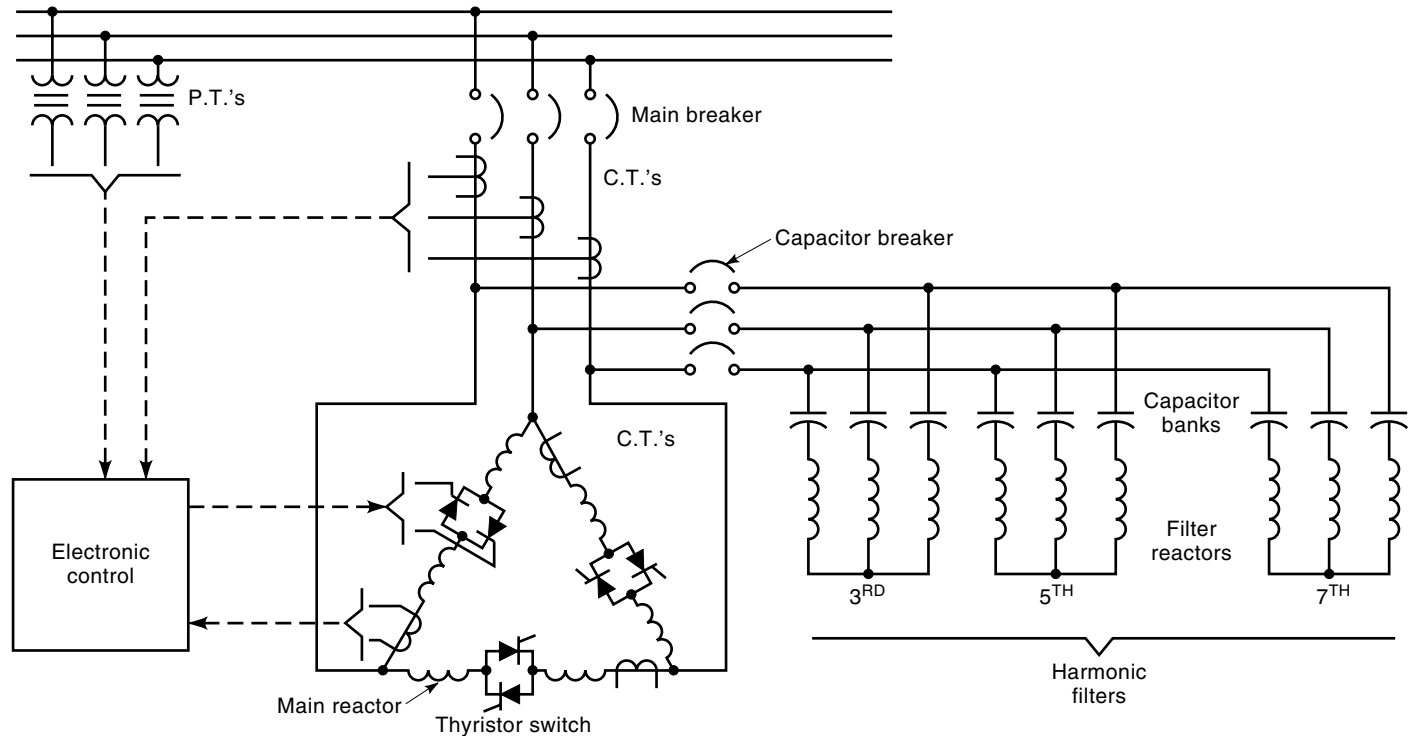 P.T.'s
Main breaker
C.T.'s
Capacitor breaker
Capacitor
banks
C.T.'s
Electronic
control
Filter
reactors
3RD
5TH
7TH
Harmonic
filters
Main reactor
Thyristor switch